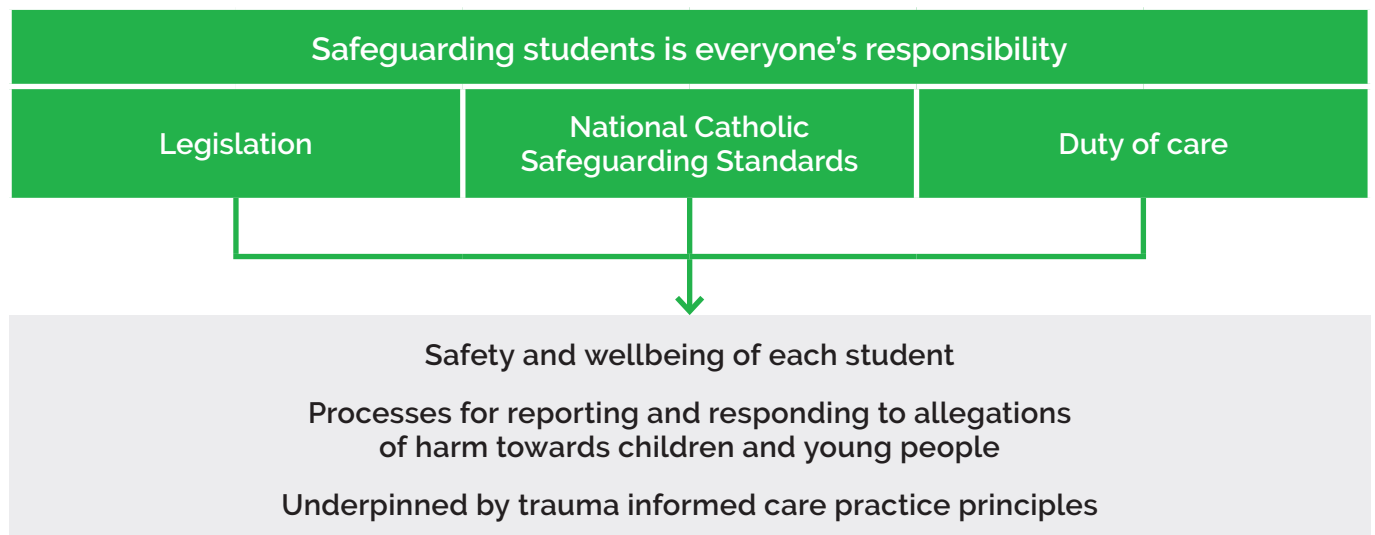 Safeguarding students is everyone’s responsibility
Legislation
National Catholic
Safeguarding Standards
Duty of care
Safety and wellbeing of each student
Processes for reporting and responding to allegations
of harm towards children and young people
Underpinned by trauma informed care practice principles